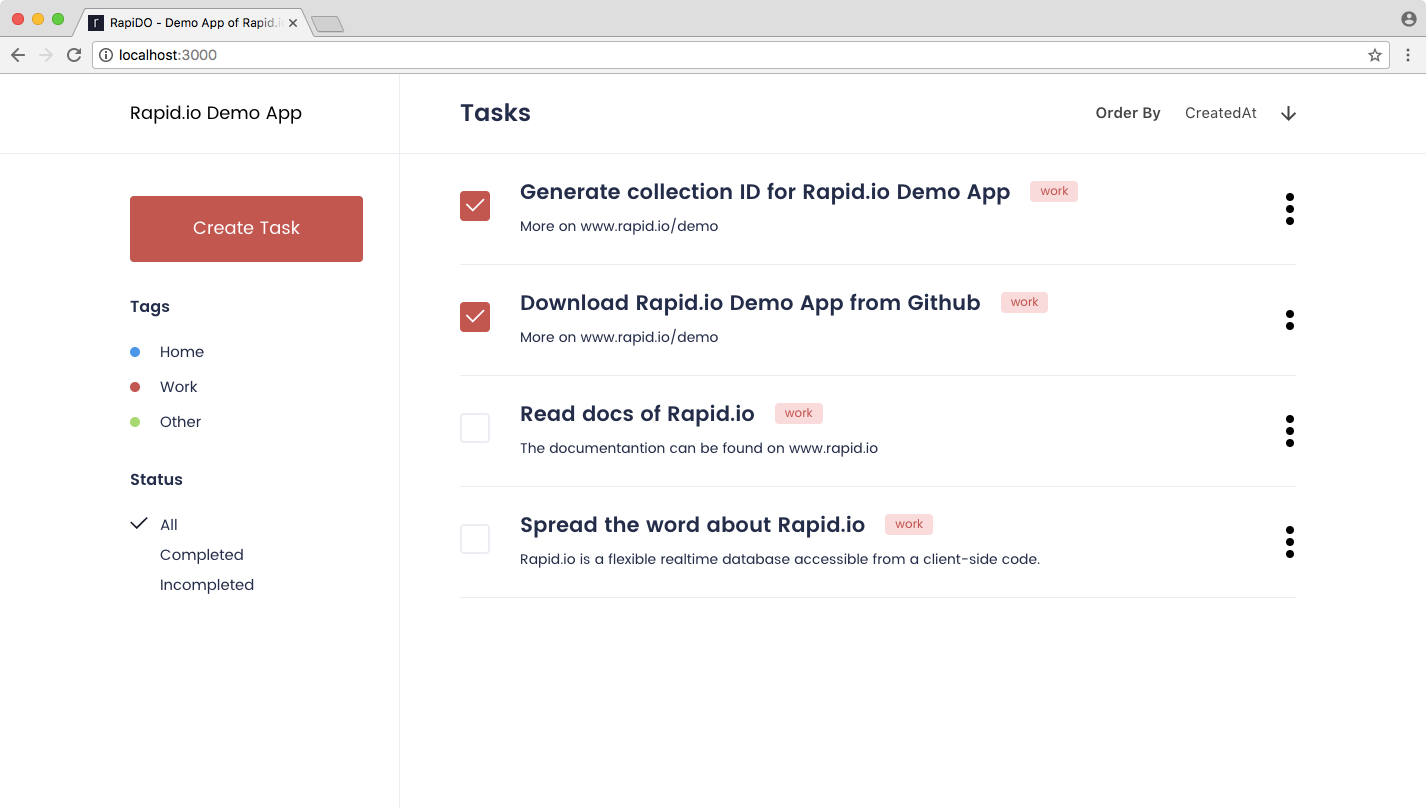 r RapiDO - Demo App of Rapid.i
localhost:3000
Rapid.io Demo App
Tasks
Order By CreatedAt
Create Task
Tags
Home
Work
Other
Status
All
Completed
Incompleted
Generate collection ID for Rapid.io Demo App work
More on www.rapid.io/demo
Download Rapid.io Demo App from Github work
More on www.rapid.io/demo
Read docs of Rapid.io work
The documentantion can be found on www.rapid.io
Spread the word about Rapid.io work
Rapid.io is a flexible realtime database accessible from a client-side code.